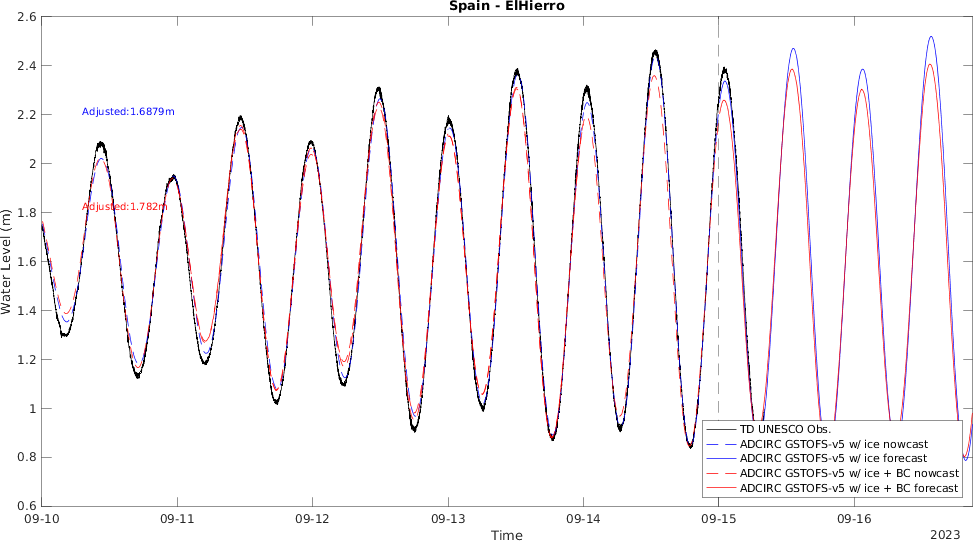 Spain - ElHierro
2.6
2.4
2.2
2
1.8
1.6
1.4
1.2
1
0.8
0.6
Water Level (m)
Adjusted:1.6879m
Adjusted:1.782m
TD UNESCO Obs.
ADCIRC GSTOFS-v5 w/ ice nowcast
ADCIRC GSTOFS-v5 w/ ice forecast
ADCIRC GSTOFS-v5 w/ ice + BC nowcast
ADCIRC GSTOFS-v5 w/ ice + BC forecast
09-10 09-11 09-12 09-13 09-14 09-15 09-16
Time
2023